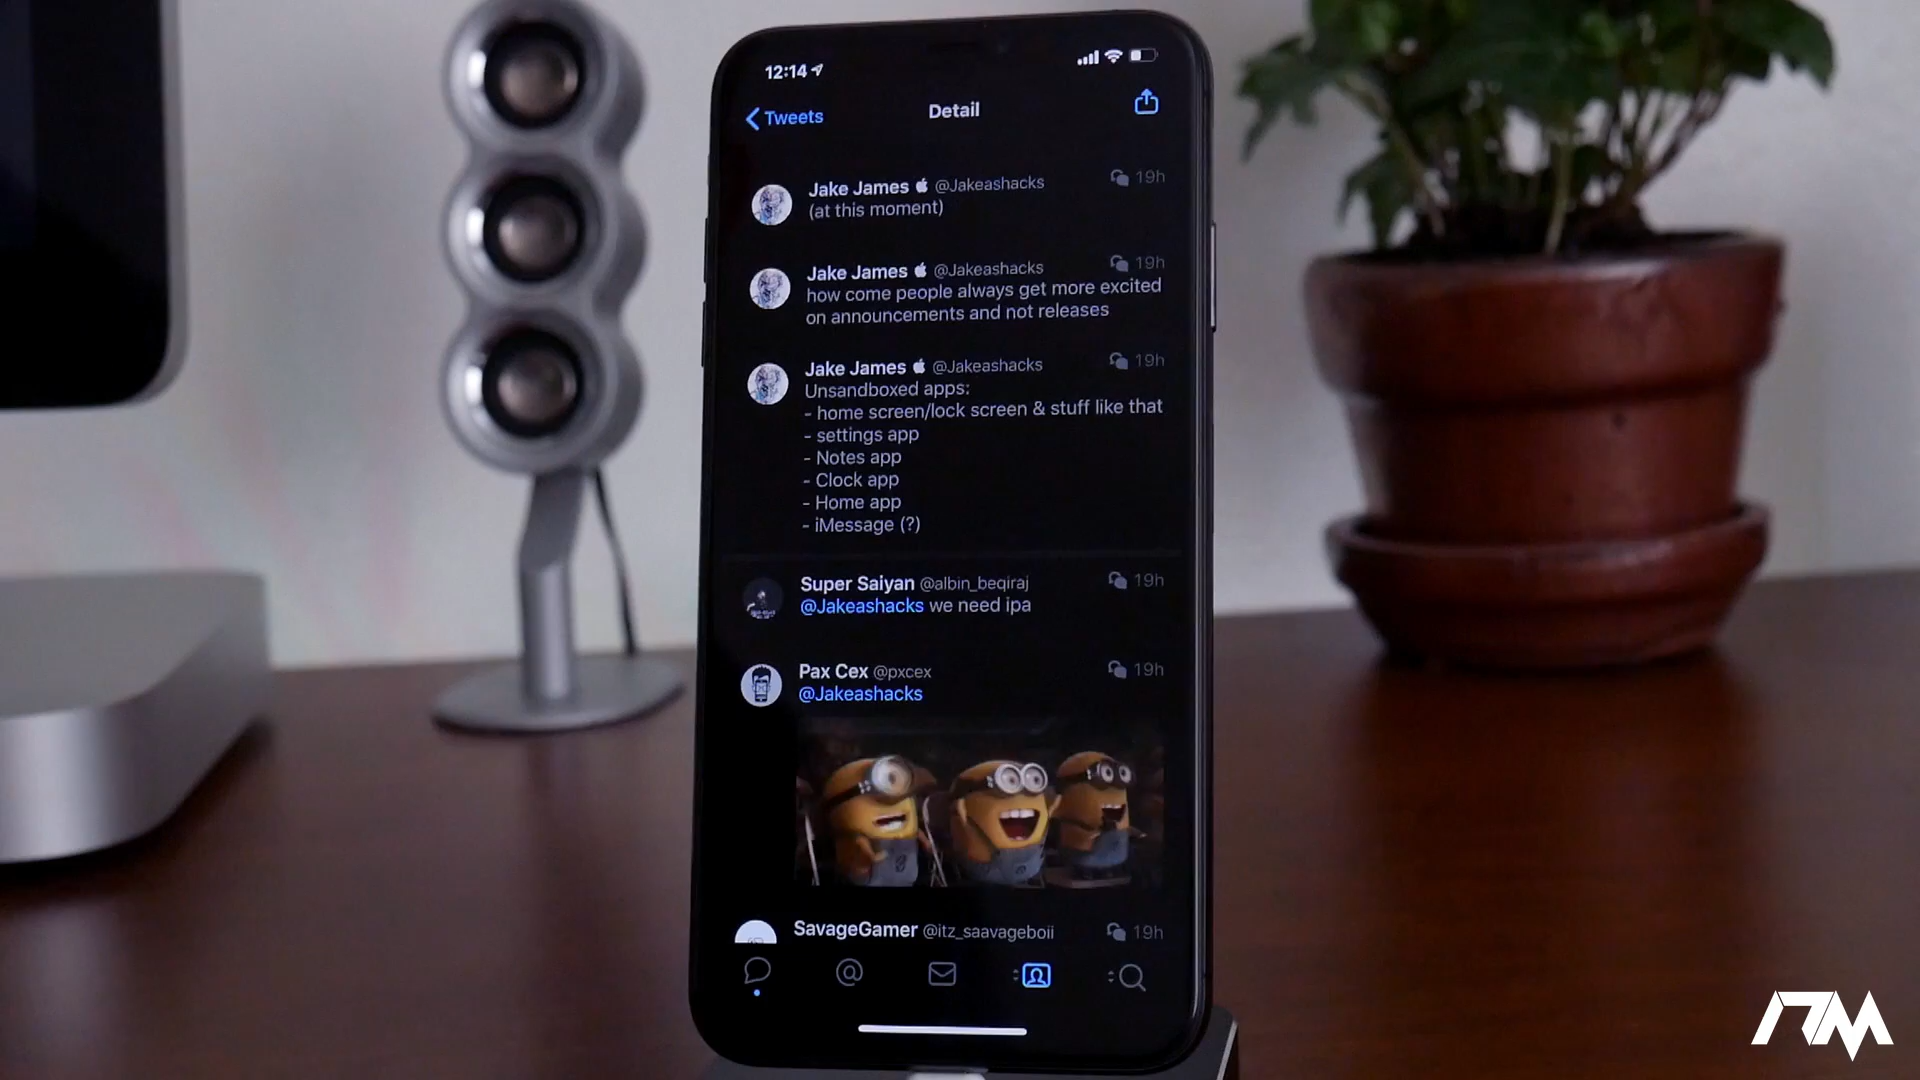 12:14
Tweets
Detail
Jake James @Jakeashacks
19h
(at this moment)
Jake James @Jakeashacks
19h
how come people always get more excited
on announcements and not releases
Jake James @Jakeashacks
19h
Unsandboxed apps:
- home screen/lock screen & stuff like that
- settings app
- Notes app
- Clock app
- Home app
- iMessage (?)
Super Saiyan @albin_beqiraj
19h
@Jakeashacks we need ipa
Pax Cex @pxcex
19h
@Jakeashacks
SavageGamer @itz_saavageboii
19h